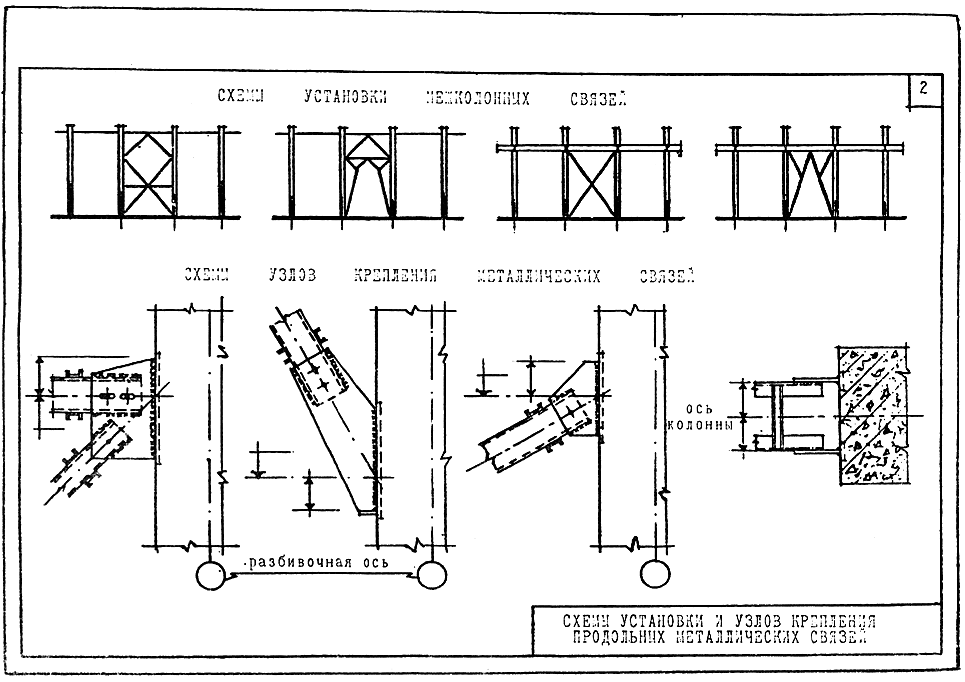 2
СХЕМЫ УСТАНОВКИ МЕЖКОЛОННЫХ СВЯЗЕЙ
СХЕМЫ УЗЛОВ КРЕПЛЕНИЯ МЕТАЛЛИЧЕСКИХ СВЯЗЕЙ
ось
колонны
разбивочная ось
СХЕМЫ УСТАНОВКИ И УЗЛОВ КРЕПЛЕНИЯ
ПРОДОЛЬНИХ МЕТАЛЛИЧЕСКИХ СВЯЗЕЙ